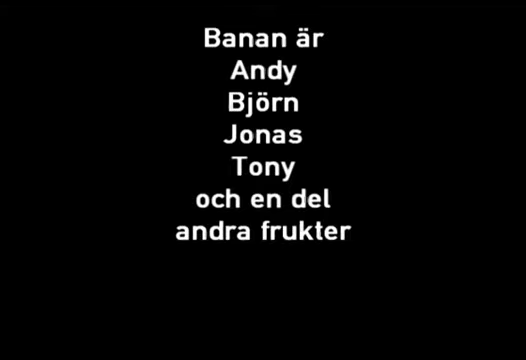 Banan är
Andy
Björn
Jonas
Tony
och en del
andra frukter